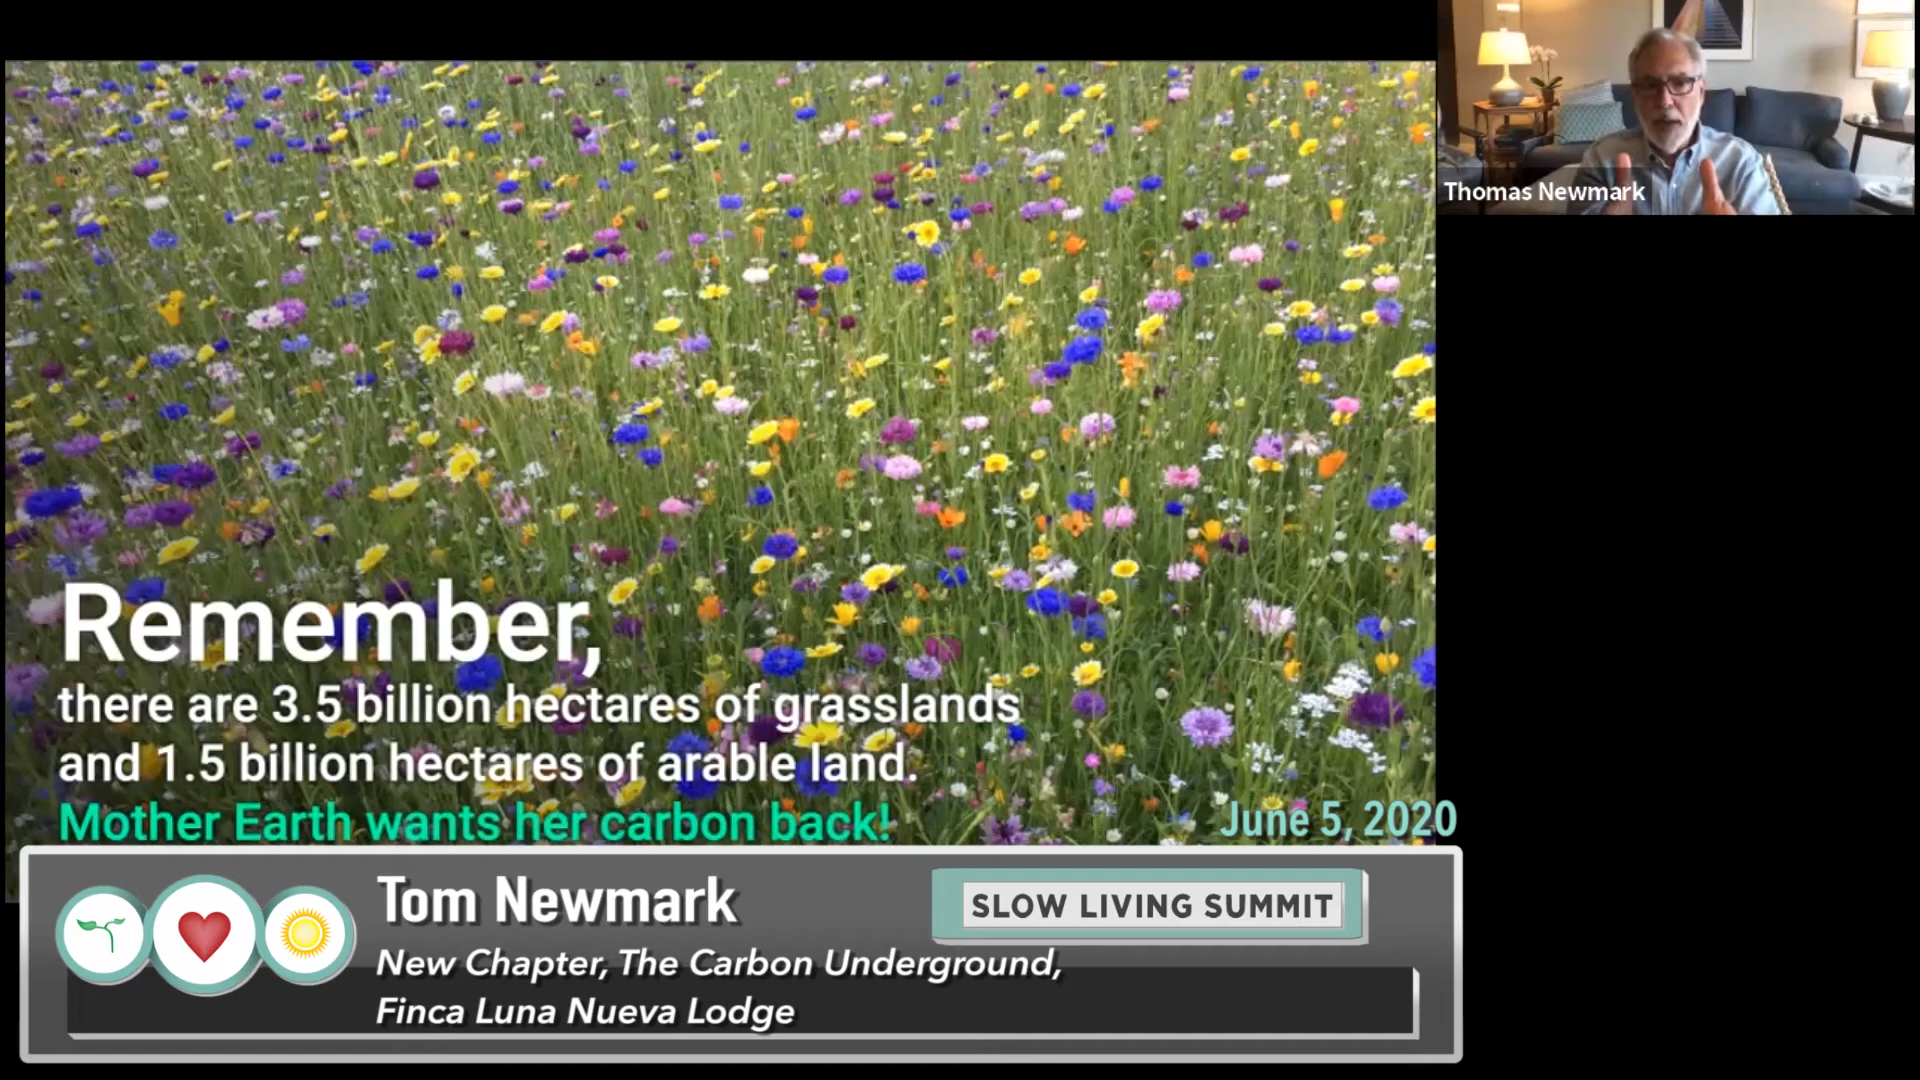 Thomas Newmark
Remember,
there are 3.5 billion hectares of grasslands
and 1.5 billion hectares of arable land.
Mother Earth wants her carbon back!
June 5, 2020
Tom Newmark
SLOW LIVING SUMMIT
New Chapter, The Carbon Underground,
Finca Luna Nueva Lodge